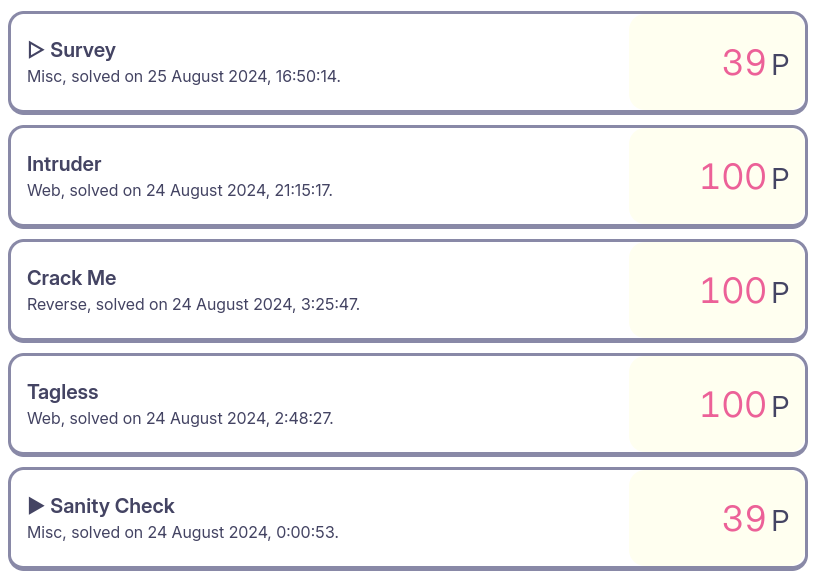 ▷ Survey
Misc, solved on 25 August 2024, 16:50:14.
39 P
Intruder
Web, solved on 24 August 2024, 21:15:17.
100 P
Crack Me
Reverse, solved on 24 August 2024, 3:25:47.
100 P
Tagless
Web, solved on 24 August 2024, 2:48:27.
100 P
▶ Sanity Check
Misc, solved on 24 August 2024, 0:00:53.
39 P